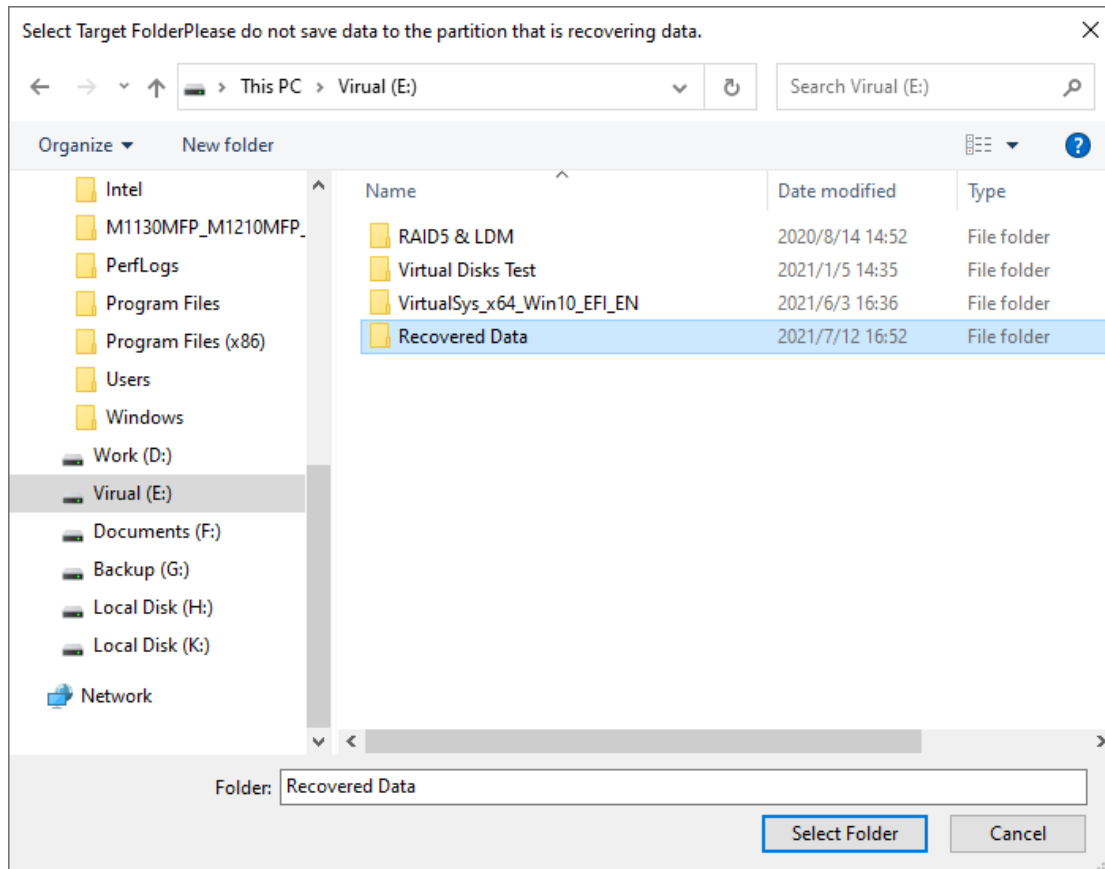 Select Target FolderPlease do not save data to the partition that is recovering data.
This PC > Virual (E:)
Search Virual (E:)
Organize
New folder
?
Intel
M1130MFP_M1210MFP_
PerfLogs
Program Files
Program Files (x86)
Users
Windows
Work (D:)
Virual (E:)
Documents (F:)
Backup (G:)
Local Disk (H:)
Local Disk (K:)
Network
Name Date modified Type
RAID5 & LDM 2020/8/14 14:52 File folder
Virtual Disks Test 2021/1/5 14:35 File folder
VirtualSys_x64_Win10_EFI_EN 2021/6/3 16:36 File folder
Recovered Data 2021/7/12 16:52 File folder
Folder: Recovered Data
Select Folder
Cancel